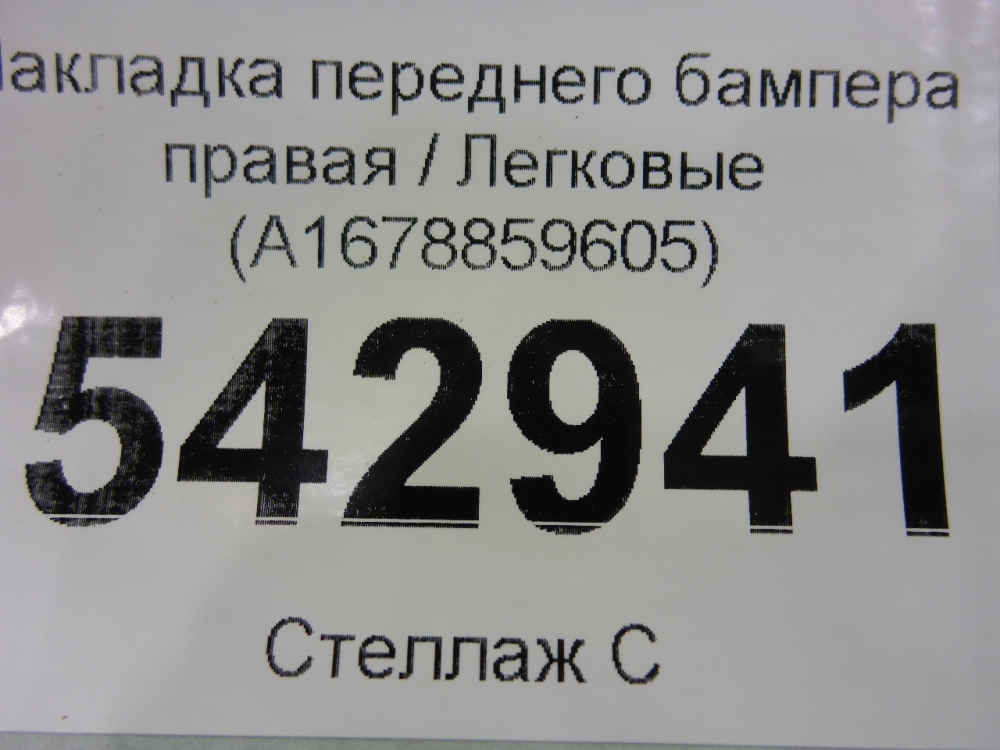 Накладка переднего бампера
правая / Легковые
(A1678859605)
542941
Стеллаж С